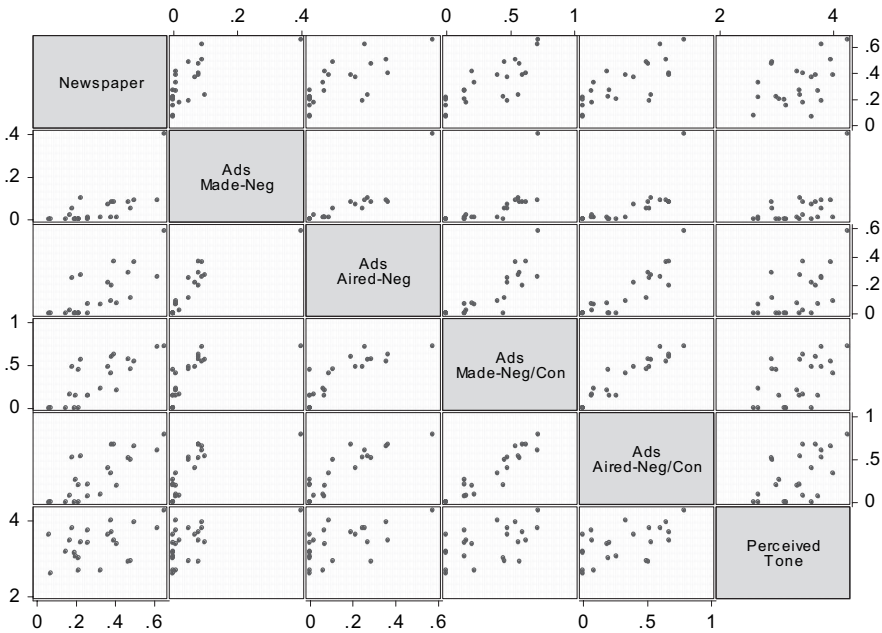 0 .2 .4 0 .5 1 2 4
Newspaper
.6
.4
.2
0
.4
.2
0
Ads
Made-Neg
Ads
Aired-Neg
.6
.4
.2
0
1
.5
0
Ads
Made-Neg/Con
Ads
Aired-Neg/Con
1
.5
0
4
2
Perceived
Tone
0 .2 .4 .6 0 .2 .4 .6 0 .5 1